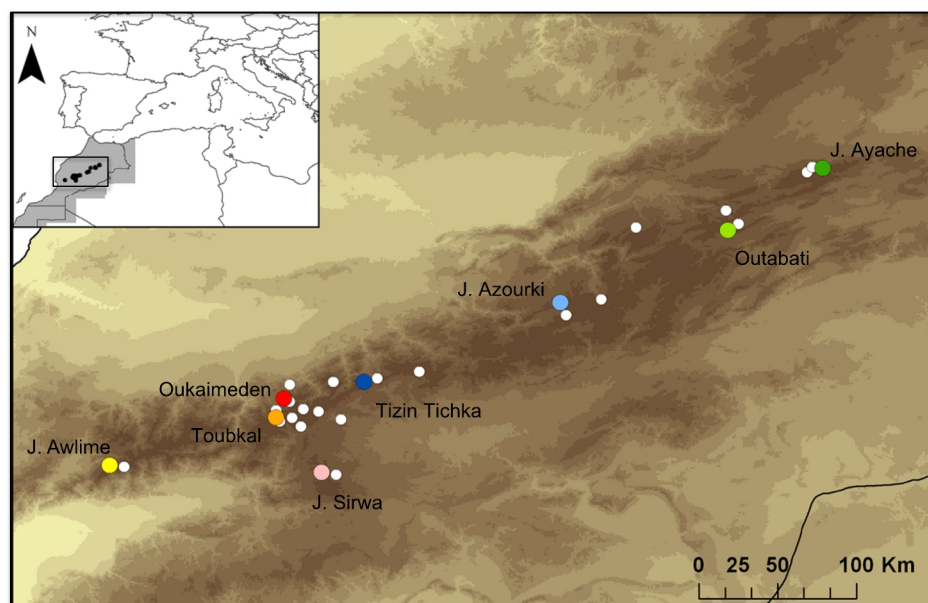 N
J. Ayache
Outabati
J. Azourki
Oukaimeden
Tizin Tichka
Toubkal
J. Awlime
J. Sirwa
0 25 50 100 Km